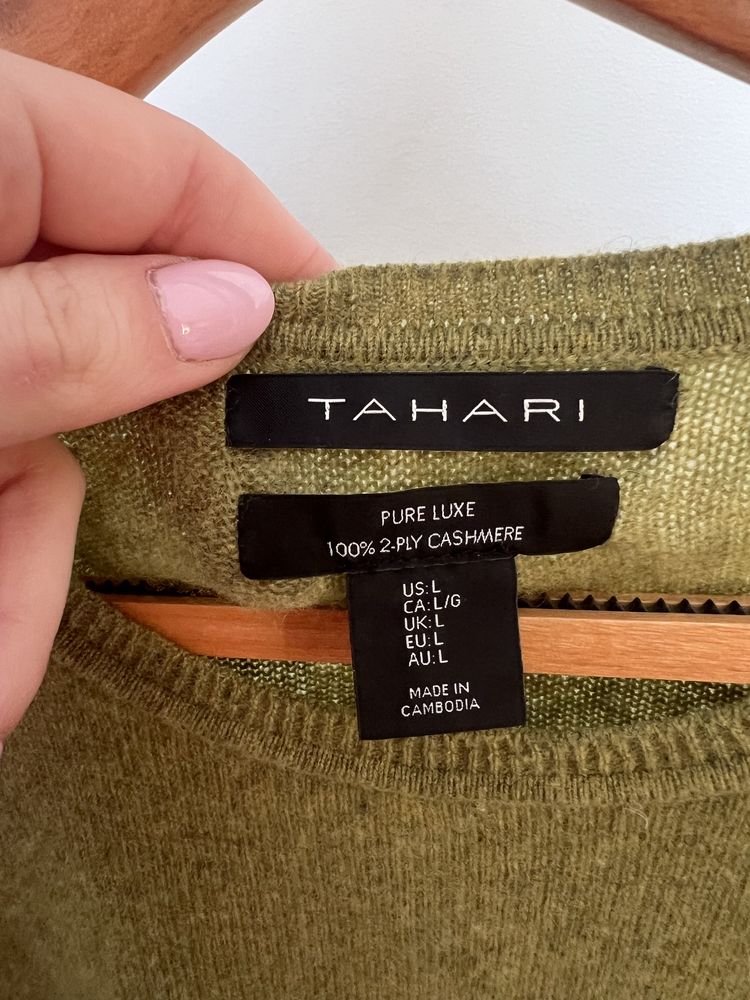 TAHARI
PURE LUXE
100% 2-PLY CASHMERE
US: L
CA: L/G
UK: L
EU: L
AU: L
MADE IN
CAMBODIA